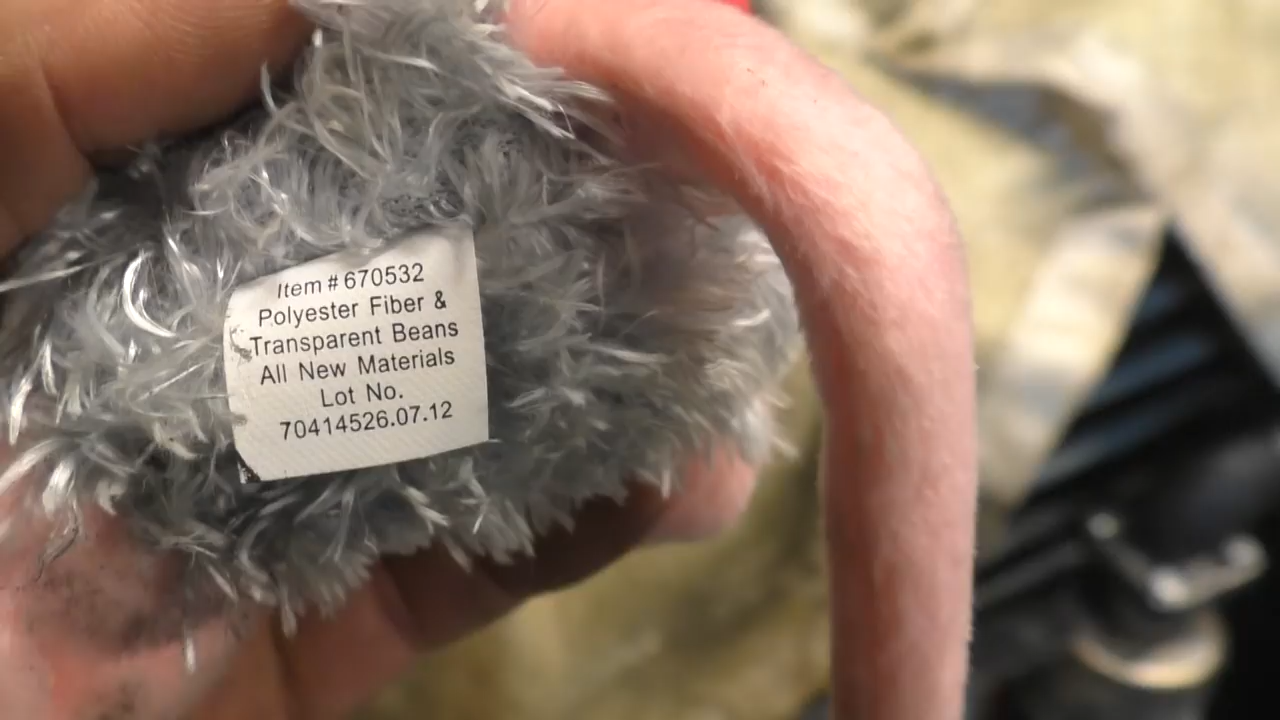 Item # 670532
Polyester Fiber &
Transparent Beans
All New Materials
Lot No.
70414526.07.12